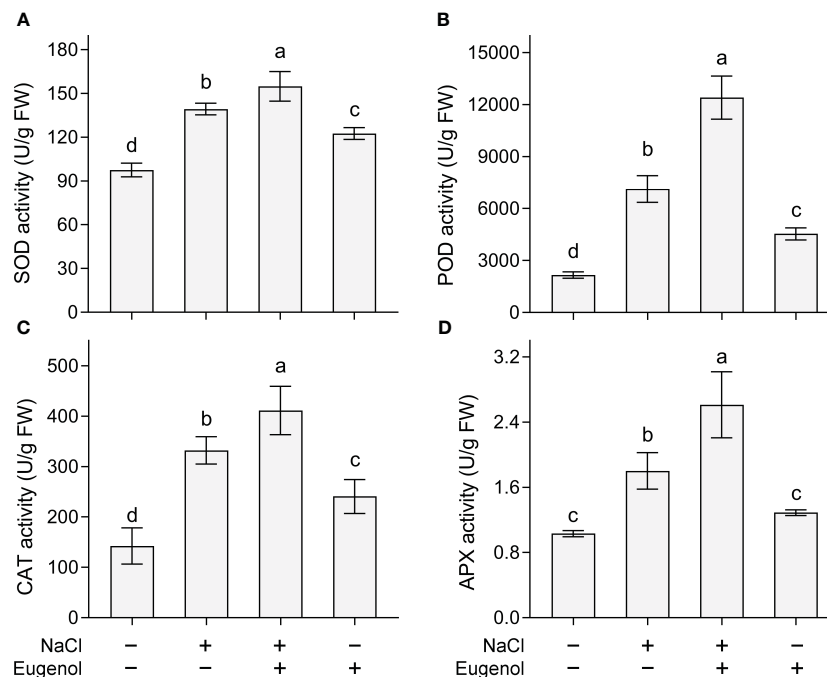 A
SOD activity (U/g FW)
180
150
120
90
60
30
0
d
b
a
c
B
POD activity (U/g FW)
15000
12000
9000
6000
3000
0
d
b
a
c
C
CAT activity (U/g FW)
500
400
300
200
100
0
d
b
a
c
D
APX activity (U/g FW)
3.2
2.4
1.6
0.8
0.0
c
b
a
c
NaCl − + + −
Eugenol − − + +
NaCl − + + −
Eugenol − − + +